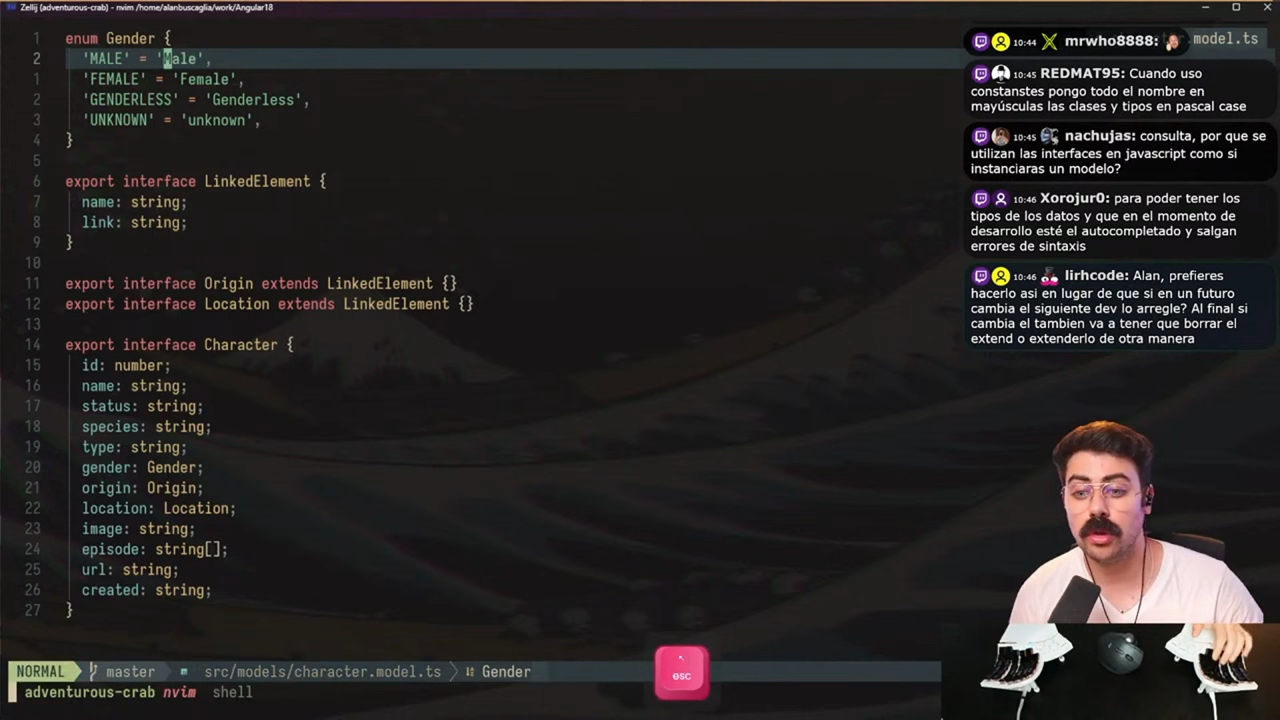 Zellij (adventurous-crab) - nvim /home/alanbuscaglia/work/Angular18
1 enum Gender {
2 'MALE' = 'Male',
1 'FEMALE' = 'Female',
2 'GENDERLESS' = 'Genderless',
3 'UNKNOWN' = 'unknown',
4 }
5
6 export interface LinkedElement {
7 name: string;
8 link: string;
9 }
10
11 export interface Origin extends LinkedElement {}
12 export interface Location extends LinkedElement {}
13
14 export interface Character {
15 id: number;
16 name: string;
17 status: string;
18 species: string;
19 type: string;
20 gender: Gender;
21 origin: Origin;
22 location: Location;
23 image: string;
24 episode: string[];
25 url: string;
26 created: string;
27 }
NORMAL master src/models/character.model.ts Gender
adventurous-crab nvim shell
esc
model.ts
10:44 mrwho8888:
10:45 REDMAT95: Cuando uso
constanstes pongo todo el nombre en
mayúsculas las clases y tipos en pascal case
10:45 nachujas: consulta, por que se
utilizan las interfaces en javascript como si
instanciaras un modelo?
10:46 Xorojur0: para poder tener los
tipos de los datos y que en el momento de
desarrollo esté el autocompletado y salgan
errores de sintaxis
10:46 lirhcode: Alan, prefieres
hacerlo asi en lugar de que si en un futuro
cambia el siguiente dev lo arregle? Al final si
cambia el tambien va a tener que borrar el
extend o extenderlo de otra manera